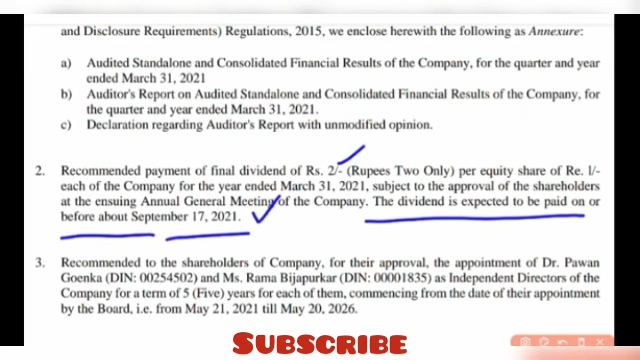 and Disclosure Requirements) Regulations, 2015, we enclose herewith the following as Annexure:
a) Audited Standalone and Consolidated Financial Results of the Company, for the quarter and year
ended March 31, 2021
b) Auditor's Report on Audited Standalone and Consolidated Financial Results of the Company, for
the quarter and year ended March 31, 2021.
c) Declaration regarding Auditor's Report with unmodified opinion.
2. Recommended payment of final dividend of Rs. 2/- (Rupees Two Only) per equity share of Re. 1/-
each of the Company for the year ended March 31, 2021, subject to the approval of the shareholders
at the ensuing Annual General Meeting of the Company. The dividend is expected to be paid on or
before about September 17, 2021.
3. Recommended to the shareholders of Company, for their approval, the appointment of Dr. Pawan
Goenka (DIN: 00254502) and Ms. Rama Bijapurkar (DIN: 00001835) as Independent Directors of the
Company for a term of 5 (Five) years for each of them, commencing from the date of their appointment
by the Board, i.e. from May 21, 2021 till May 20, 2026.
SUBSCRIBE